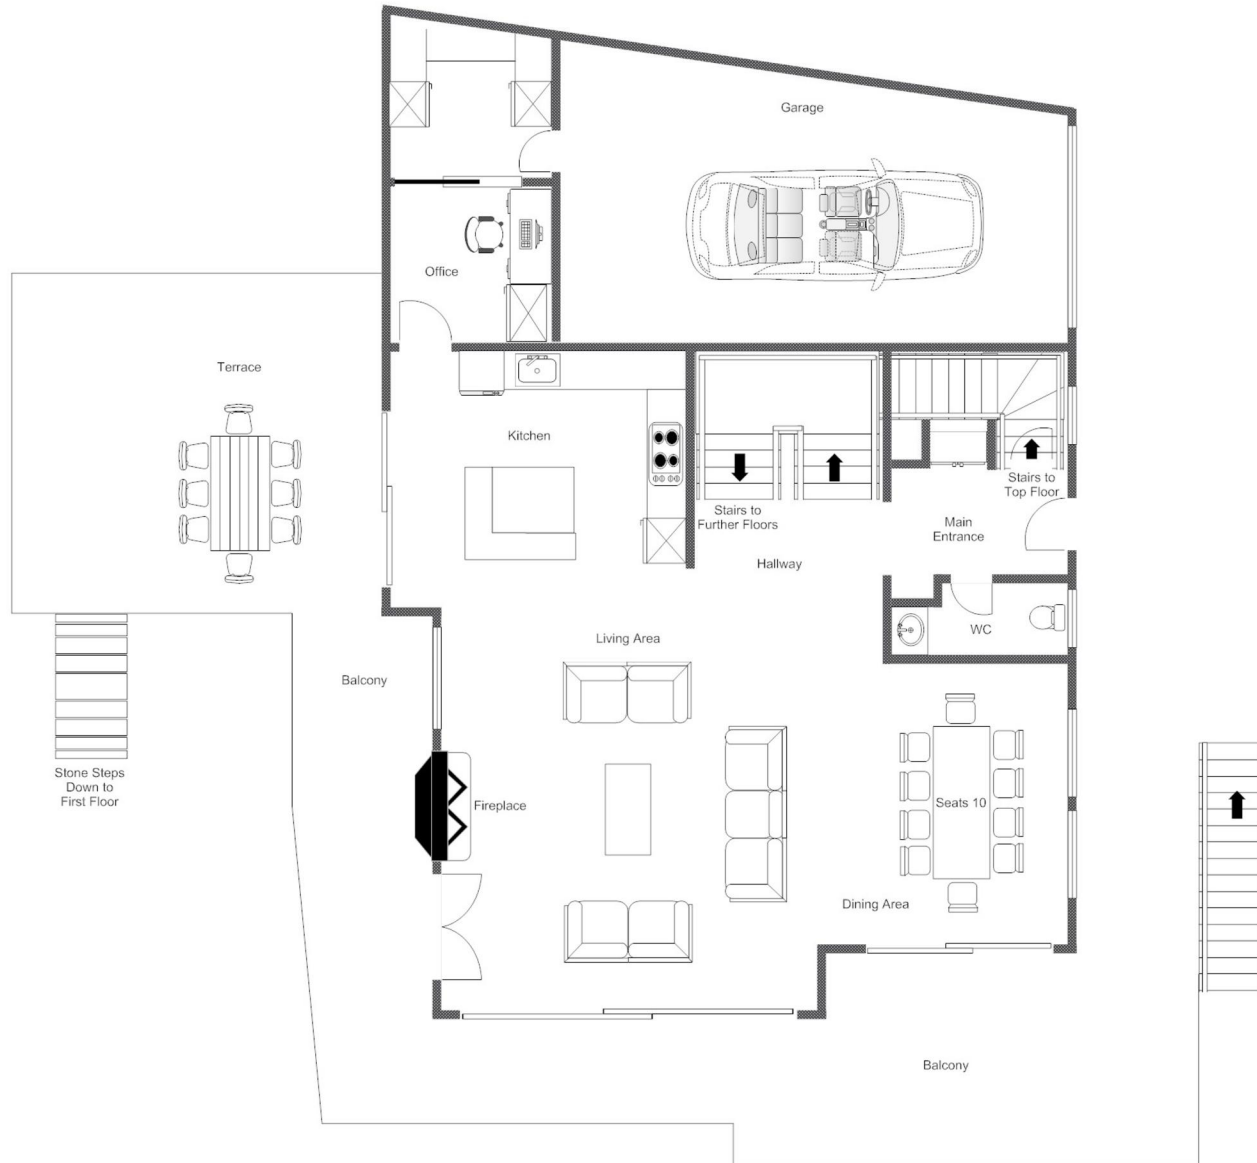 Garage
Office
Terrace
Kitchen
Stairs to
Further Floors
Stairs to
Top Floor
Main
Entrance
Hallway
WC
Living Area
Balcony
Stone Steps
Down to
First Floor
Fireplace
Seats 10
Dining Area
Balcony